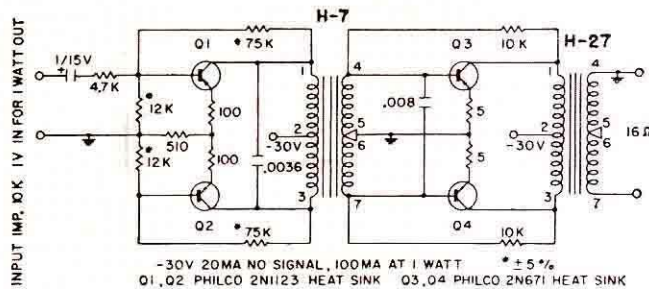 H-7
H-27
* 75K
10K
Q1
Q3
1/15V
+
4.7K
1
4
1
4
*
12K
100
2
-30V
5
6
.008
5
2
-30V
5
6
16Ω
510
*
12K
100
.0036
5
3
7
3
7
Q2
Q4
* 75K
10K
INPUT IMP, 10K 1V IN FOR 1 WATT OUT
-30V 20MA NO SIGNAL, 100MA AT 1 WATT
* ±5%
Q1, Q2 PHILCO 2N1123 HEAT SINK
Q3, Q4 PHILCO 2N671 HEAT SINK